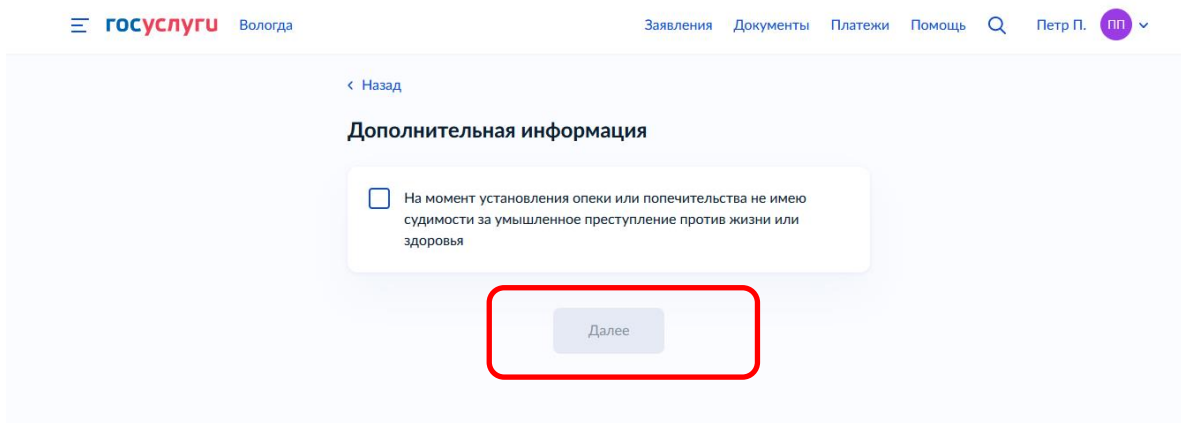 госуслуги Вологда Заявления Документы Платежи Помощь Петр П. ПП
Назад
Дополнительная информация
На момент установления опеки или попечительства не имею
судимости за умышленное преступление против жизни или
здоровья
Далее